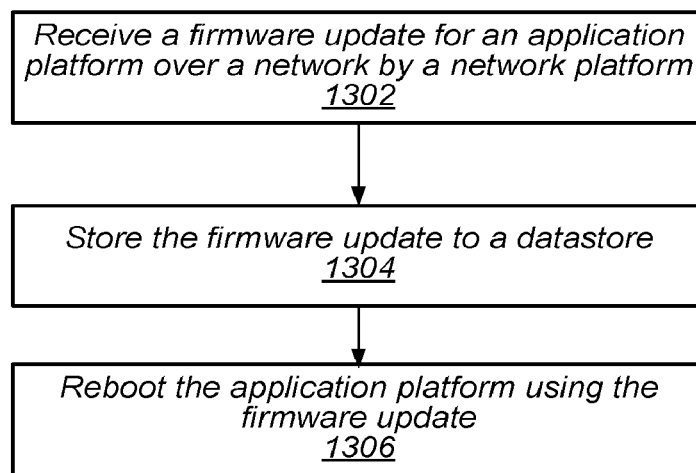 Receive a firmware update for an application
platform over a network by a network platform
1302
Store the firmware update to a datastore
1304
Reboot the application platform using the
firmware update
1306